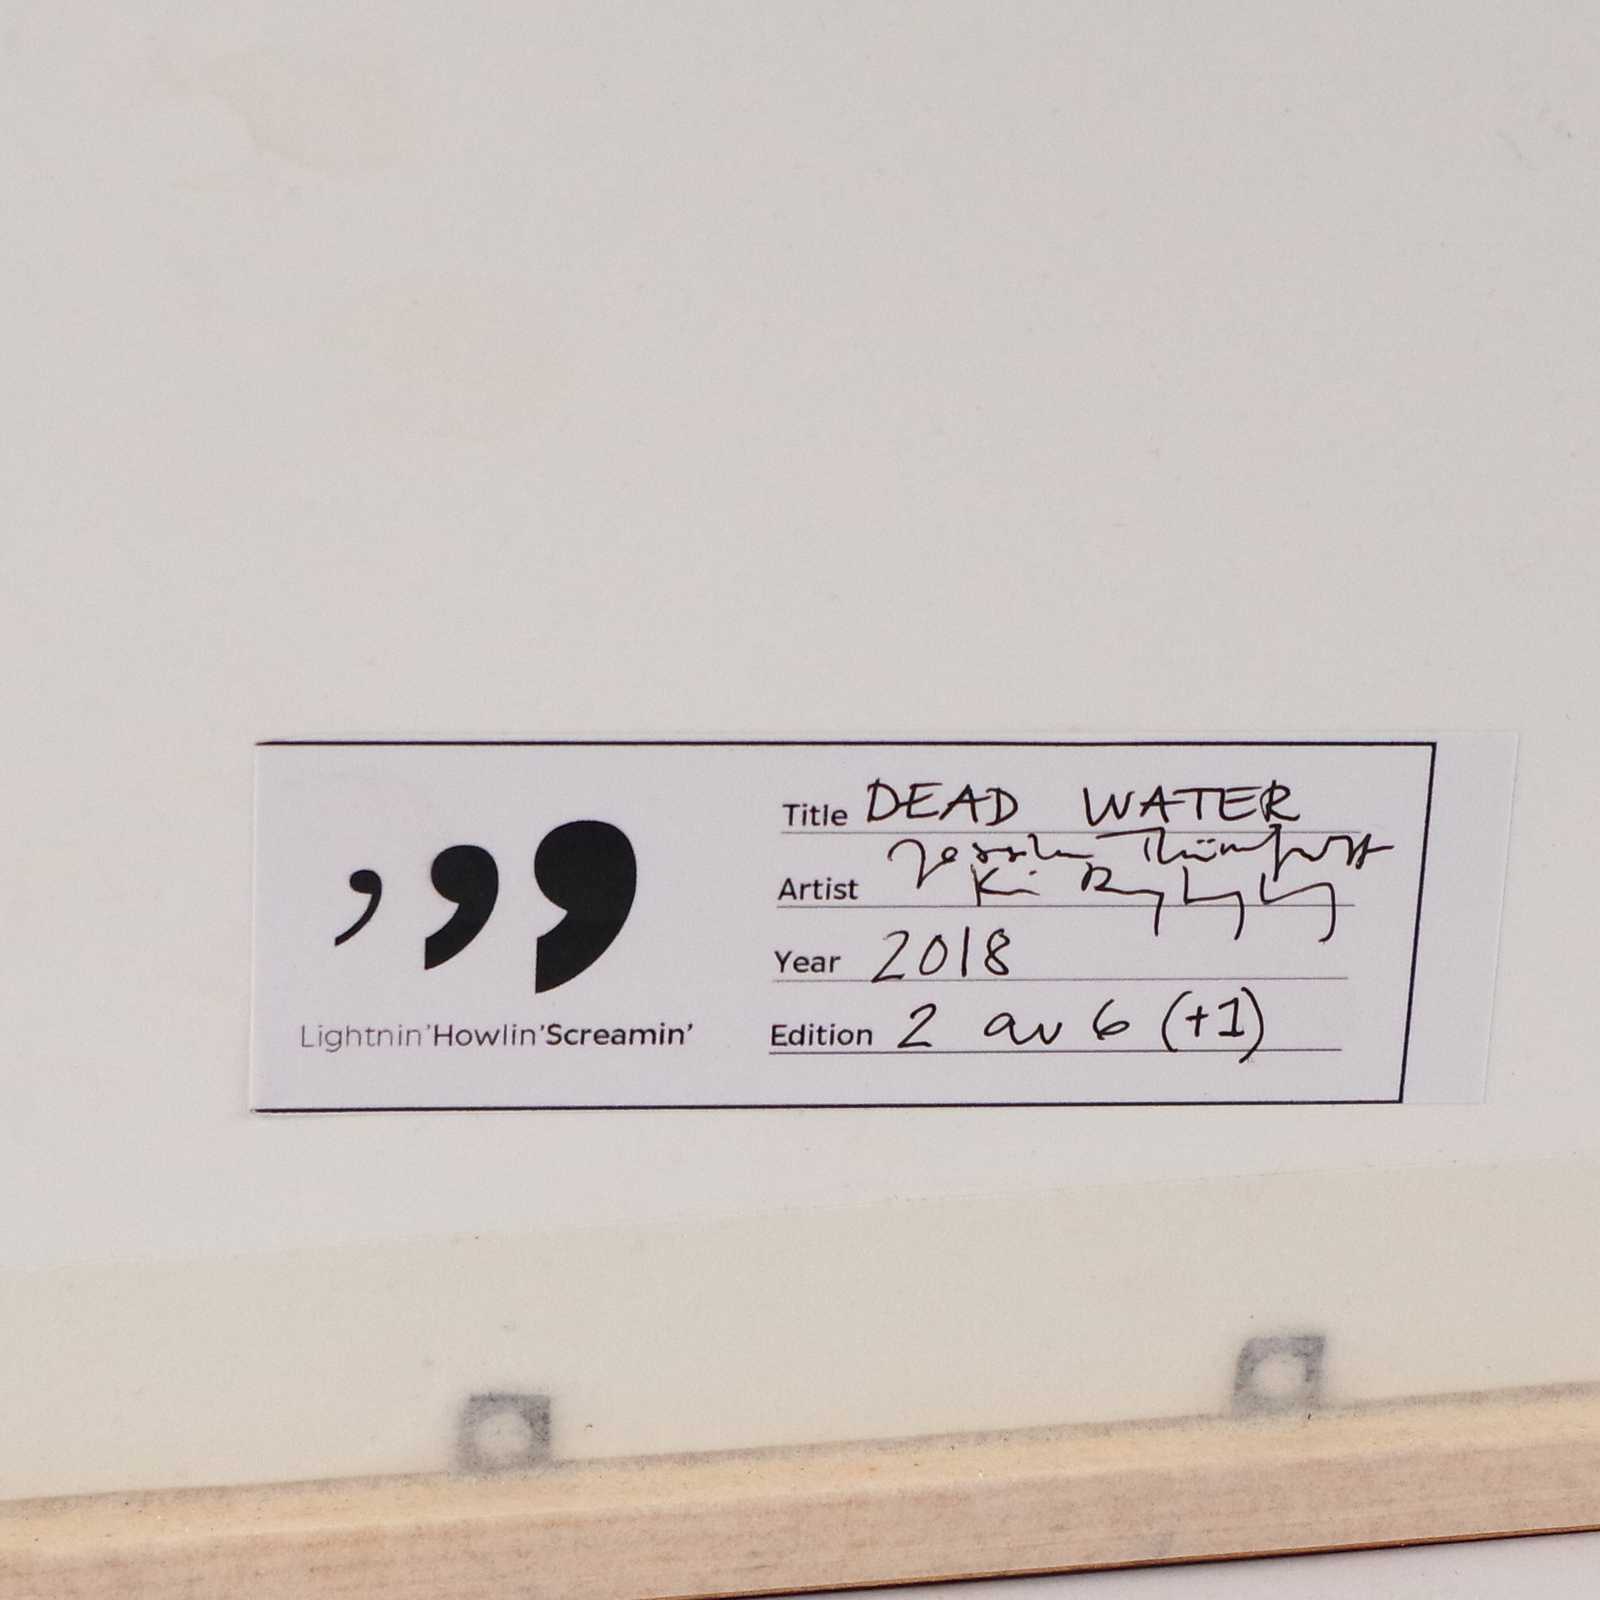 Lightnin'Howlin'Screamin'
Title DEAD WATER
Artist
Year 2018
Edition 2 av 6 (+1)